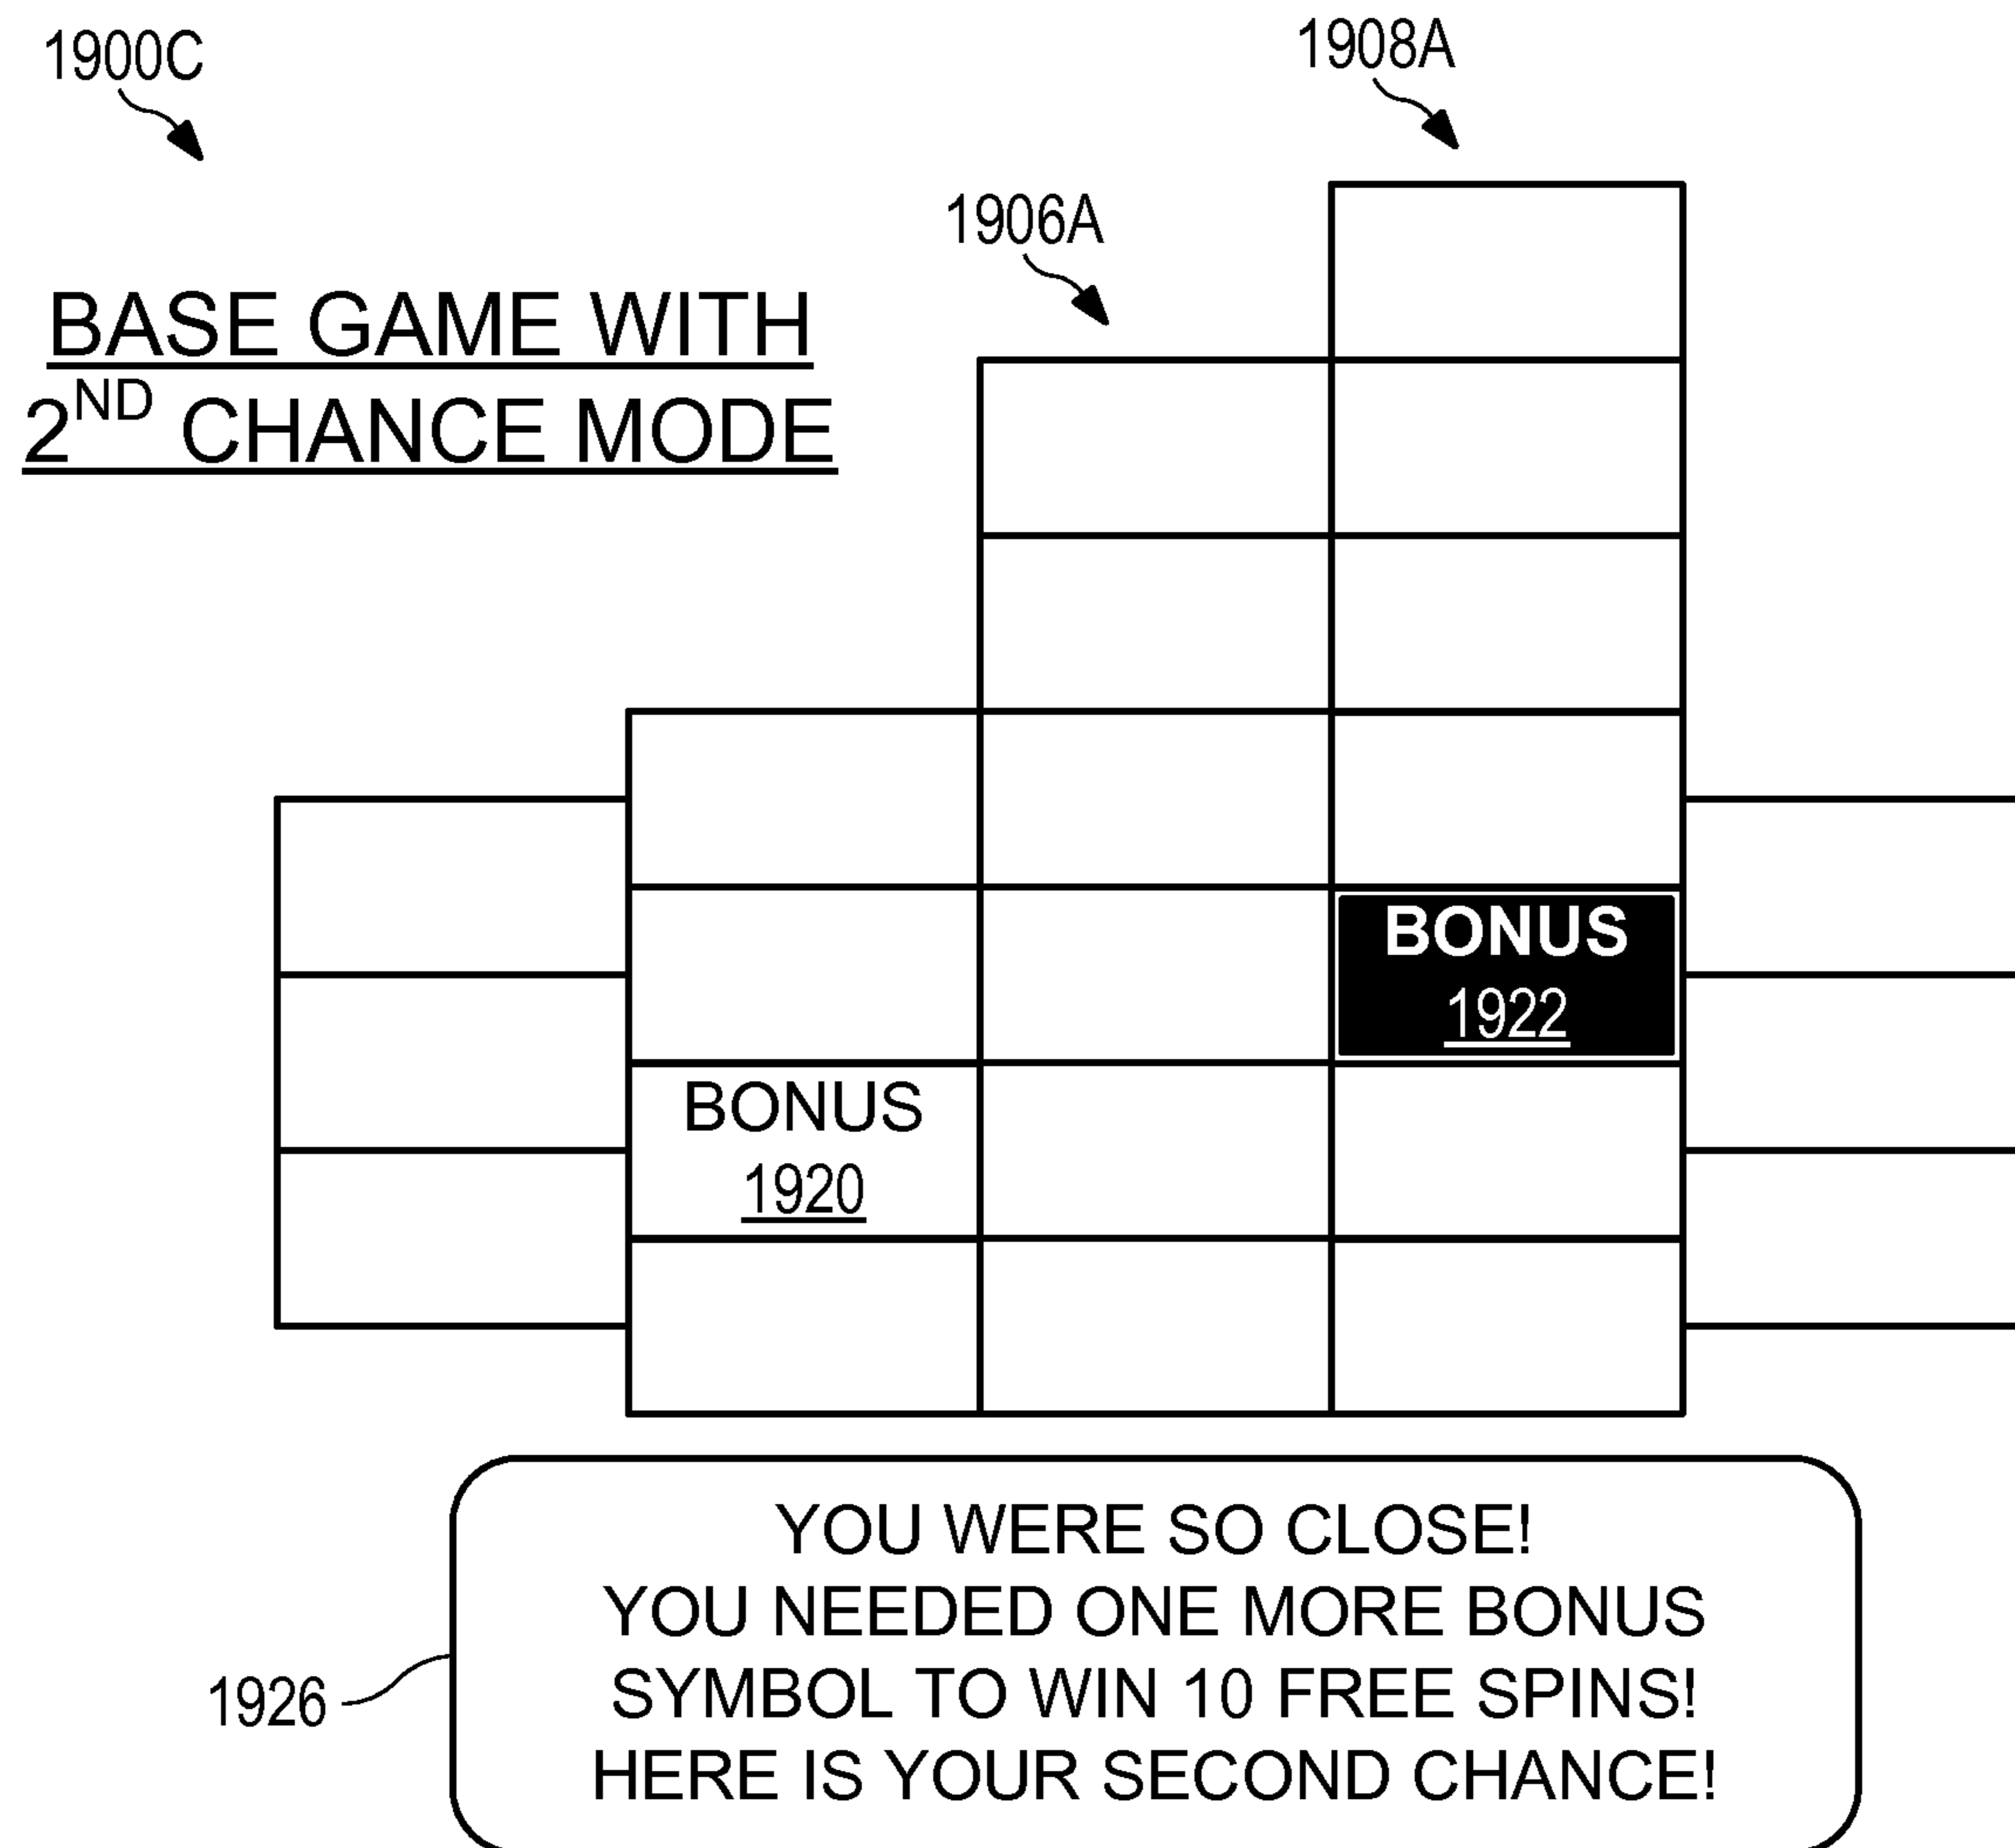 1900C
1908A
1906A
BASE GAME WITH
2ND CHANCE MODE
BONUS
1922
BONUS
1920
YOU WERE SO CLOSE!
YOU NEEDED ONE MORE BONUS
SYMBOL TO WIN 10 FREE SPINS!
HERE IS YOUR SECOND CHANCE!
1926